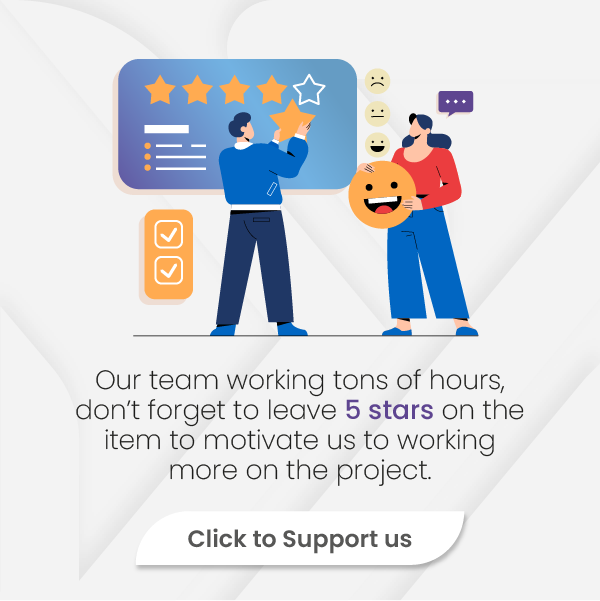 Our team working tons of hours,
don’t forget to leave 5 stars on the
item to motivate us to working
more on the project.
Click to Support us